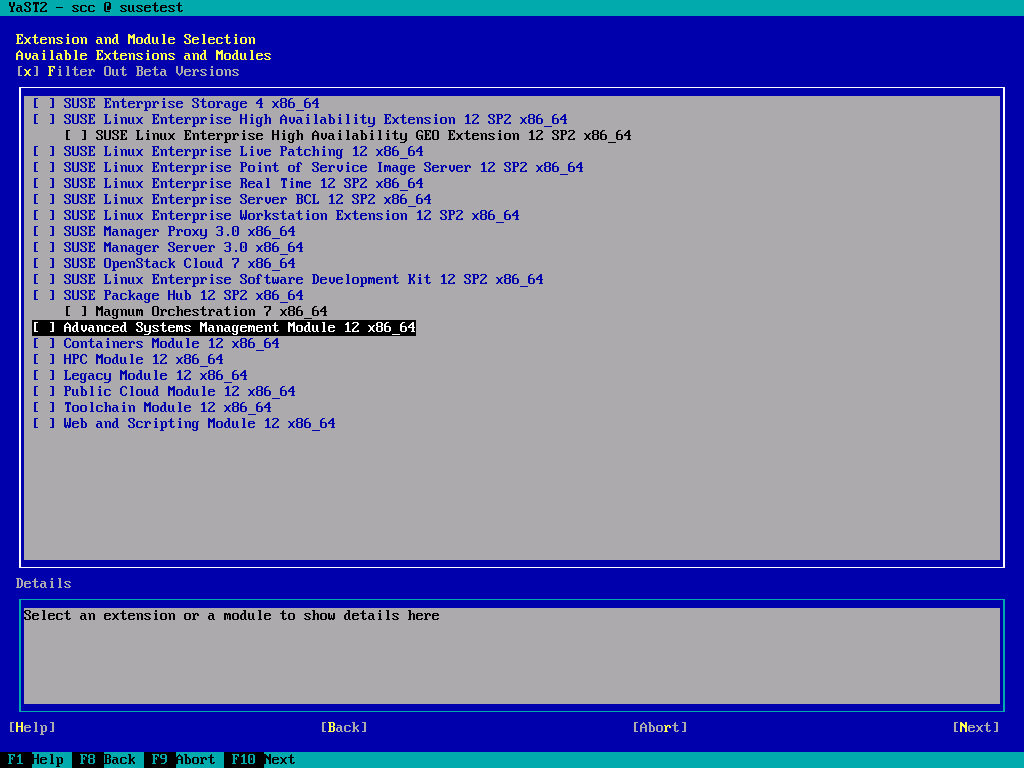 YaST2 - scc @ susetest
Extension and Module Selection
Available Extensions and Modules
[x] Filter Out Beta Versions
[ ] SUSE Enterprise Storage 4 x86_64
[ ] SUSE Linux Enterprise High Availability Extension 12 SP2 x86_64
[ ] SUSE Linux Enterprise High Availability GEO Extension 12 SP2 x86_64
[ ] SUSE Linux Enterprise Live Patching 12 x86_64
[ ] SUSE Linux Enterprise Point of Service Image Server 12 SP2 x86_64
[ ] SUSE Linux Enterprise Real Time 12 SP2 x86_64
[ ] SUSE Linux Enterprise Server BCL 12 SP2 x86_64
[ ] SUSE Linux Enterprise Workstation Extension 12 SP2 x86_64
[ ] SUSE Manager Proxy 3.0 x86_64
[ ] SUSE Manager Server 3.0 x86_64
[ ] SUSE OpenStack Cloud 7 x86_64
[ ] SUSE Linux Enterprise Software Development Kit 12 SP2 x86_64
[ ] SUSE Package Hub 12 SP2 x86_64
[ ] Magnum Orchestration 7 x86_64
[ ] Advanced Systems Management Module 12 x86_64
[ ] Containers Module 12 x86_64
[ ] HPC Module 12 x86_64
[ ] Legacy Module 12 x86_64
[ ] Public Cloud Module 12 x86_64
[ ] Toolchain Module 12 x86_64
[ ] Web and Scripting Module 12 x86_64
Details
Select an extension or a module to show details here
[Help] [Back] [Abort] [Next]
F1 Help F8 Back F9 Abort F10 Next